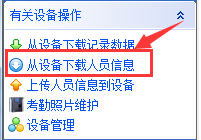 有关设备操作
从设备下载记录数据
从设备下载人员信息
上传人员信息到设备
考勤照片维护
设备管理